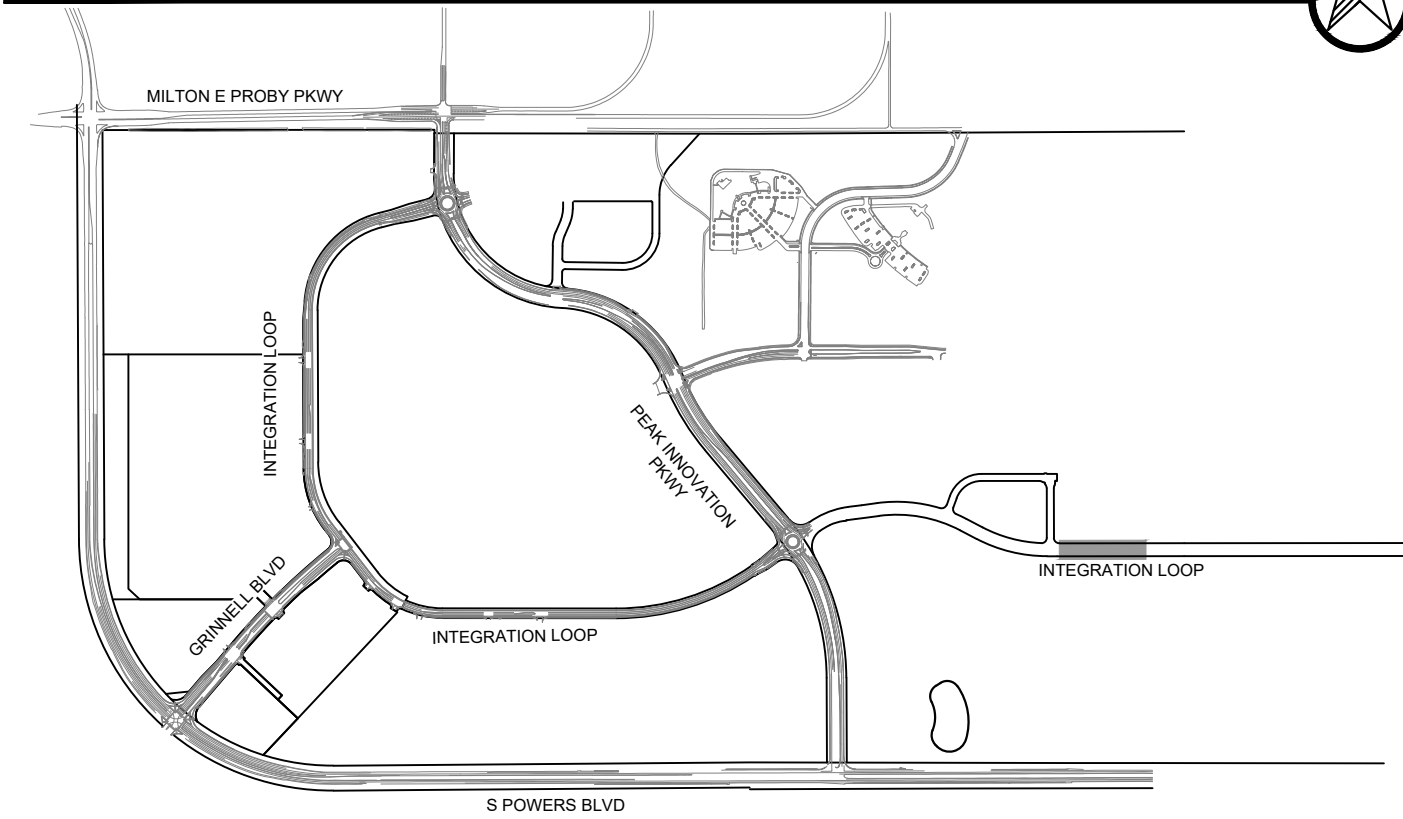 MILTON E PROBY PKWY
INTEGRATION LOOP
PEAK INNOVATION
PKWY
INTEGRATION LOOP
GRINNELL BLVD
INTEGRATION LOOP
S POWERS BLVD